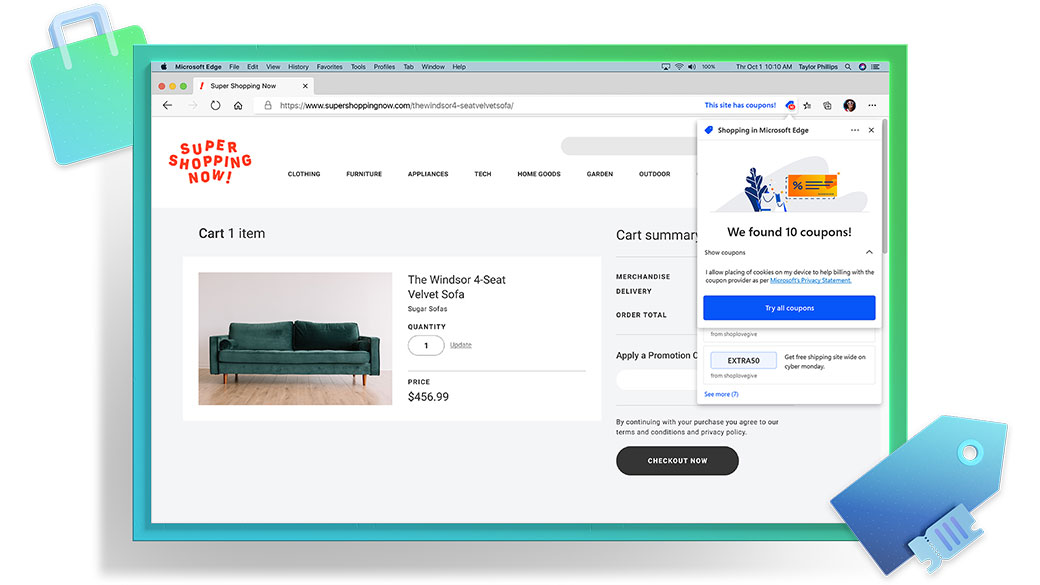 Microsoft Edge File Edit View History Favorites Tools Profiles Tab Window Help 100% Thr Oct 1 10:10 AM Taylor Phillips
Super Shopping Now
https://www.supershoppingnow.com/thewindsor4-seatvelvetsofa/ This site has coupons!
SUPER
SHOPPING
NOW!
CLOTHING FURNITURE APPLIANCES TECH HOME GOODS GARDEN OUTDOOR
Cart 1 item
The Windsor 4-Seat
Velvet Sofa
Sugar Sofas
QUANTITY
1 Update
PRICE
$456.99
Cart summary
MERCHANDISE
DELIVERY
ORDER TOTAL
Apply a Promotion C
By continuing with your purchase you agree to our
terms and conditions and privacy policy.
CHECKOUT NOW
Shopping in Microsoft Edge
%
We found 10 coupons!
Show coupons
I allow placing of cookies on my device to help billing with the
coupon provider as per Microsoft's Privacy Statement.
Try all coupons
from shoplovegive
EXTRA50 Get free shipping site wide on
cyber monday.
from shoplovegive
See more (7)